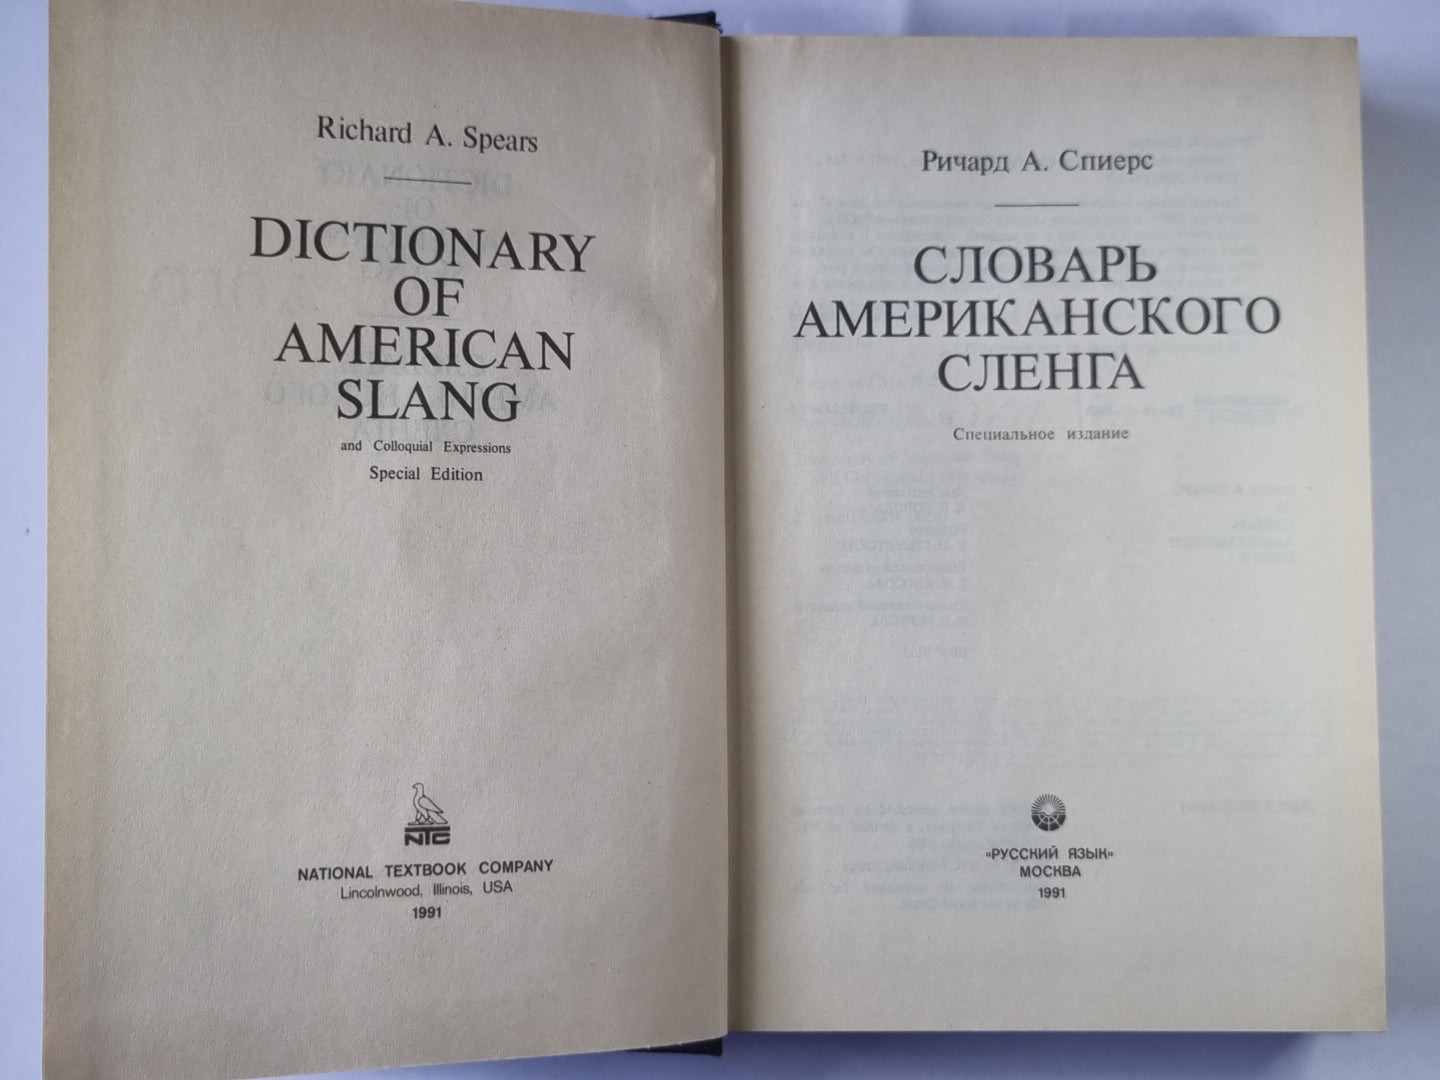 Richard A. Spears
DICTIONARY
OF
AMERICAN
SLANG
and Colloquial Expressions
Special Edition
NTC
NATIONAL TEXTBOOK COMPANY
Lincolnwood, Illinois, USA
1991
Ричард А. Спиерс
СЛОВАРЬ
АМЕРИКАНСКОГО
СЛЕНГА
Специальное издание
«РУССКИЙ ЯЗЫК»
МОСКВА
1991